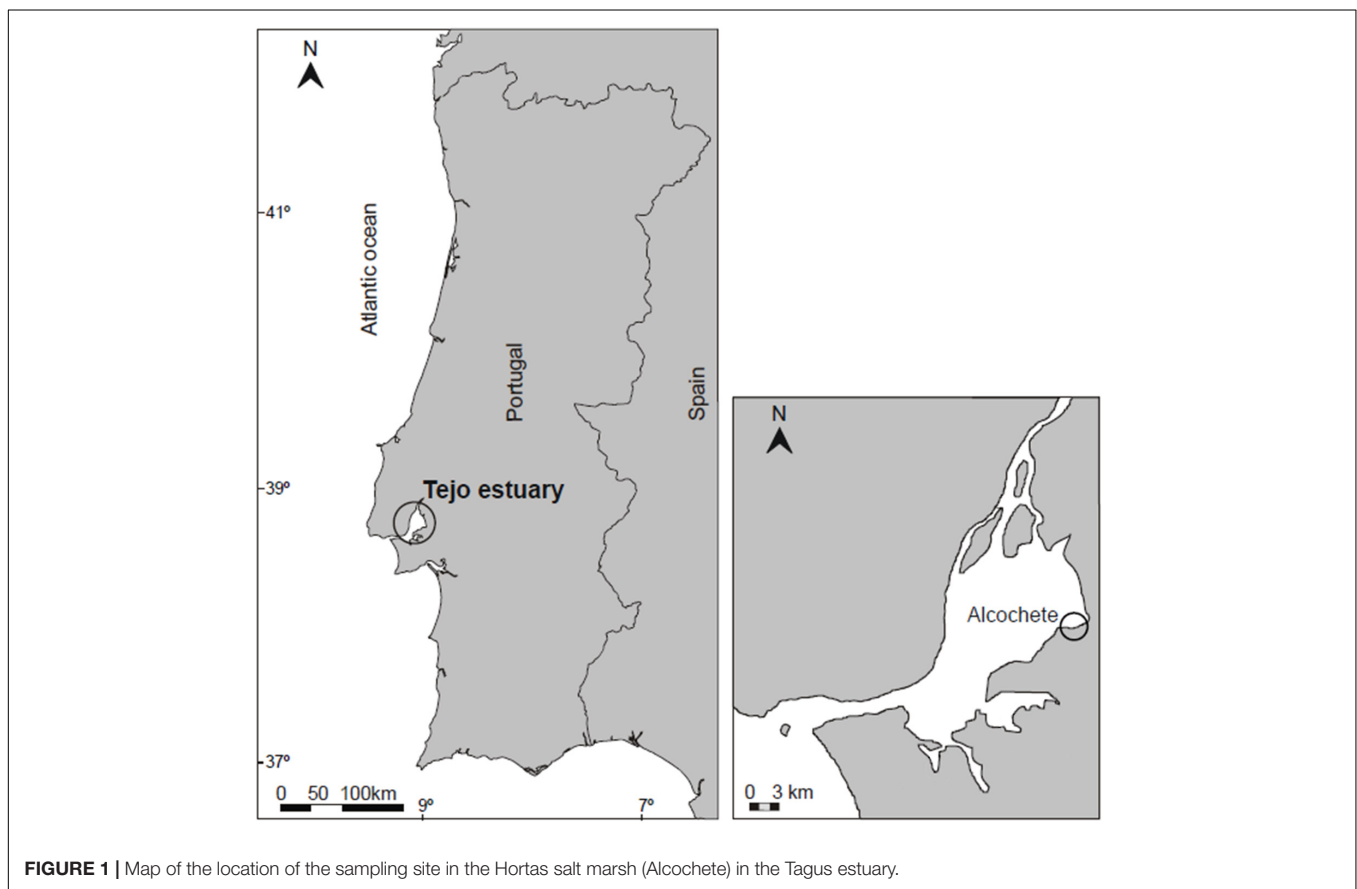 N
Atlantic ocean
41º
Portugal
Spain
39º
Tejo estuary
37º
0 50 100km
9º
7º
N
Alcochete
0 3 km
FIGURE 1 | Map of the location of the sampling site in the Hortas salt marsh (Alcochete) in the Tagus estuary.